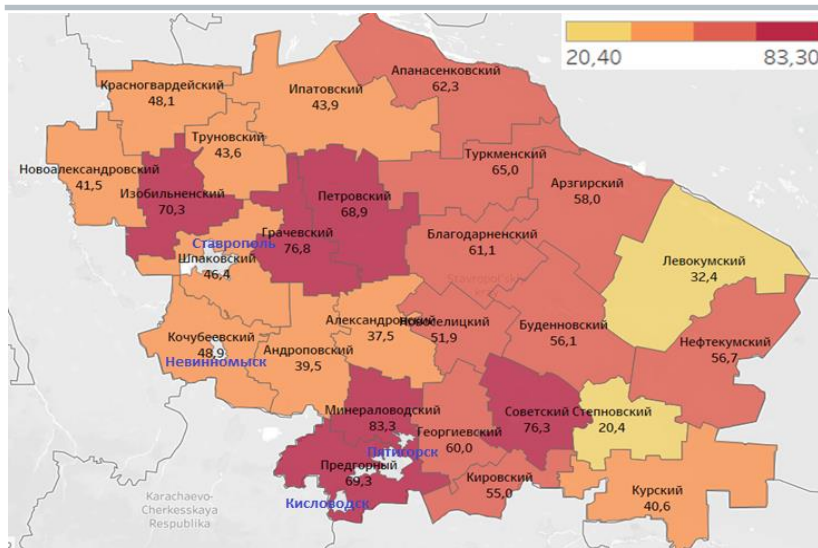 20,40
83,30
Апанасенковский
62,3
Красногвардейский
48,1
Ипатовский
43,9
Труновский
43,6
Туркменский
65,0
Новоалександровский
41,5
Изобильненский
70,3
Петровский
68,9
Арзгирский
58,0
Грачевский
76,8
Благодарненский
61,1
Ставрополь
Шпаковский
46,4
Левокумский
32,4
Александровский
37,5
Новоселицкий
51,9
Буденновский
56,1
Кочубеевский
48,9
Невинномыск
Андроповский
39,5
Нефтекумский
56,7
Минераловодский
83,3
Георгиевский
60,0
Советский
76,3
Степновский
20,4
Пятигорск
Предгорный
69,3
Кировский
55,0
Курский
40,6
Кисловодск
Karachaevo-
Cherkesskaya
Respublika